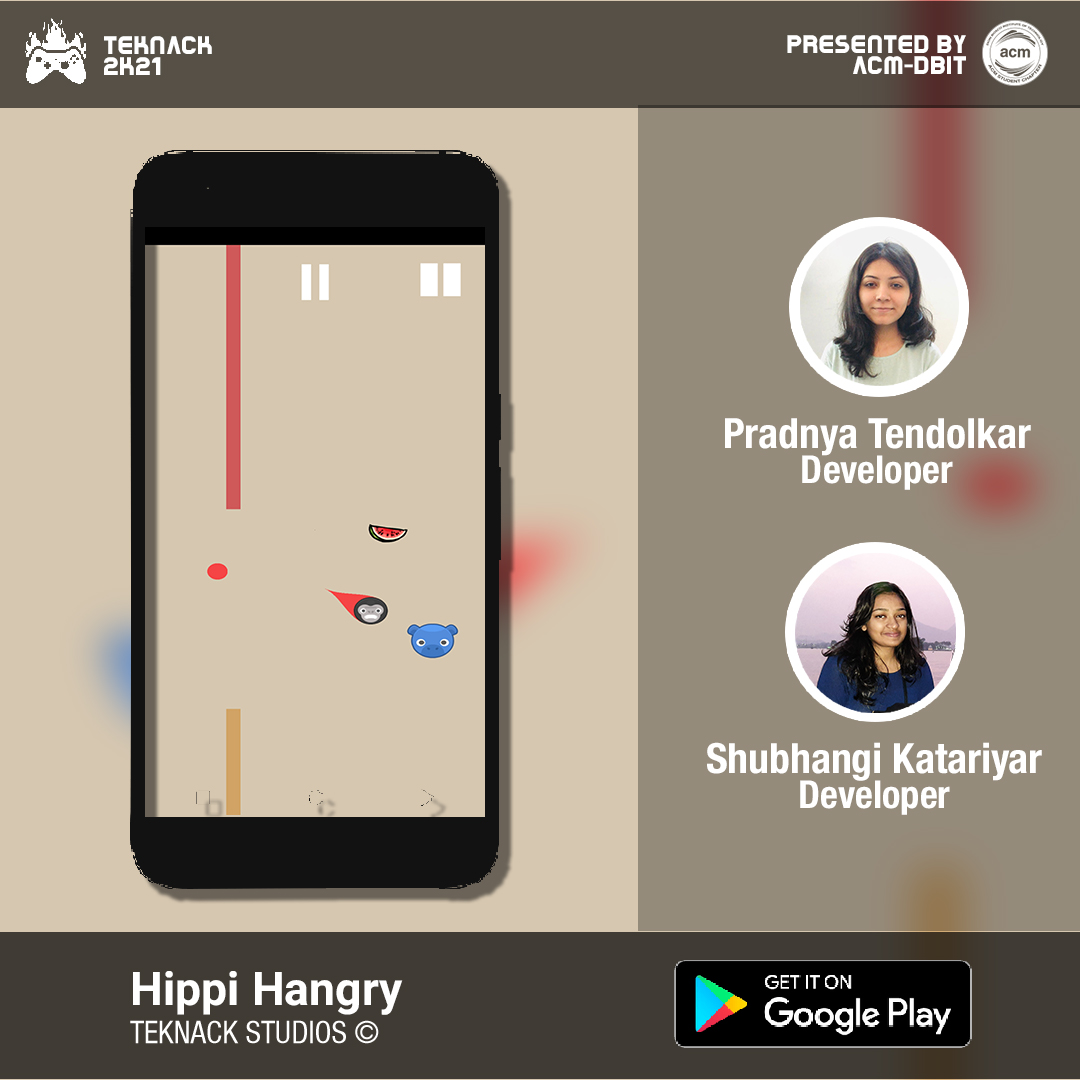 TEKNACK
2K21
PRESENTED BY
ACM-DBIT
acm
ACM STUDENT CHAPTER
Pradnya Tendolkar
Developer
Shubhangi Katariyar
Developer
Hippi Hangry
TEKNACK STUDIOS ©
GET IT ON
Google Play